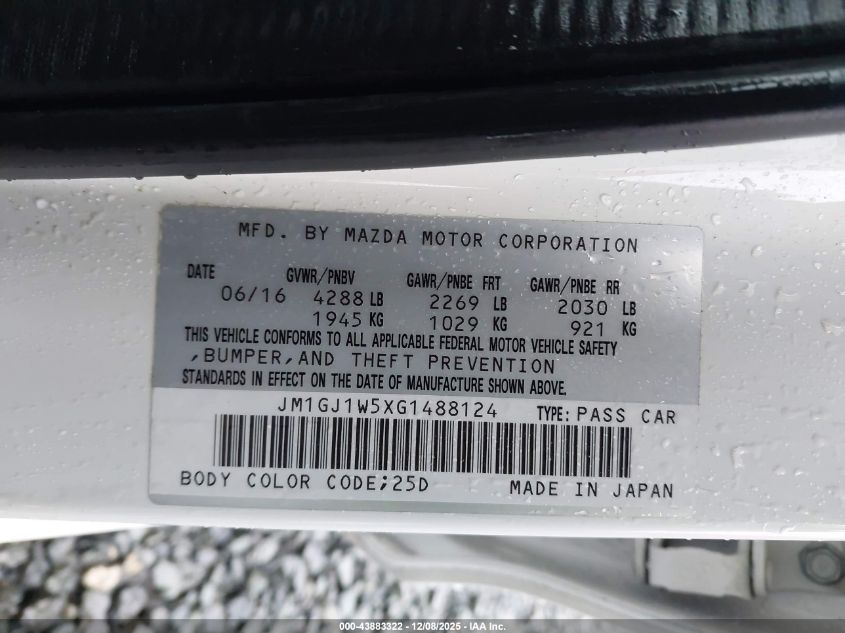 MFD. BY MAZDA MOTOR CORPORATION
DATE GVWR/PNBV GAWR/PNBE FRT GAWR/PNBE RR
06/16 4288 LB 2269 LB 2030 LB
1945 KG 1029 KG 921 KG
THIS VEHICLE CONFORMS TO ALL APPLICABLE FEDERAL MOTOR VEHICLE SAFETY
,BUMPER,AND THEFT PREVENTION
STANDARDS IN EFFECT ON THE DATE OF MANUFACTURE SHOWN ABOVE.
JM1GJ1W5XG1488124 TYPE: PASS CAR
BODY COLOR CODE;25D MADE IN JAPAN
000-43883322 - 12/08/2025 - IAA Inc.